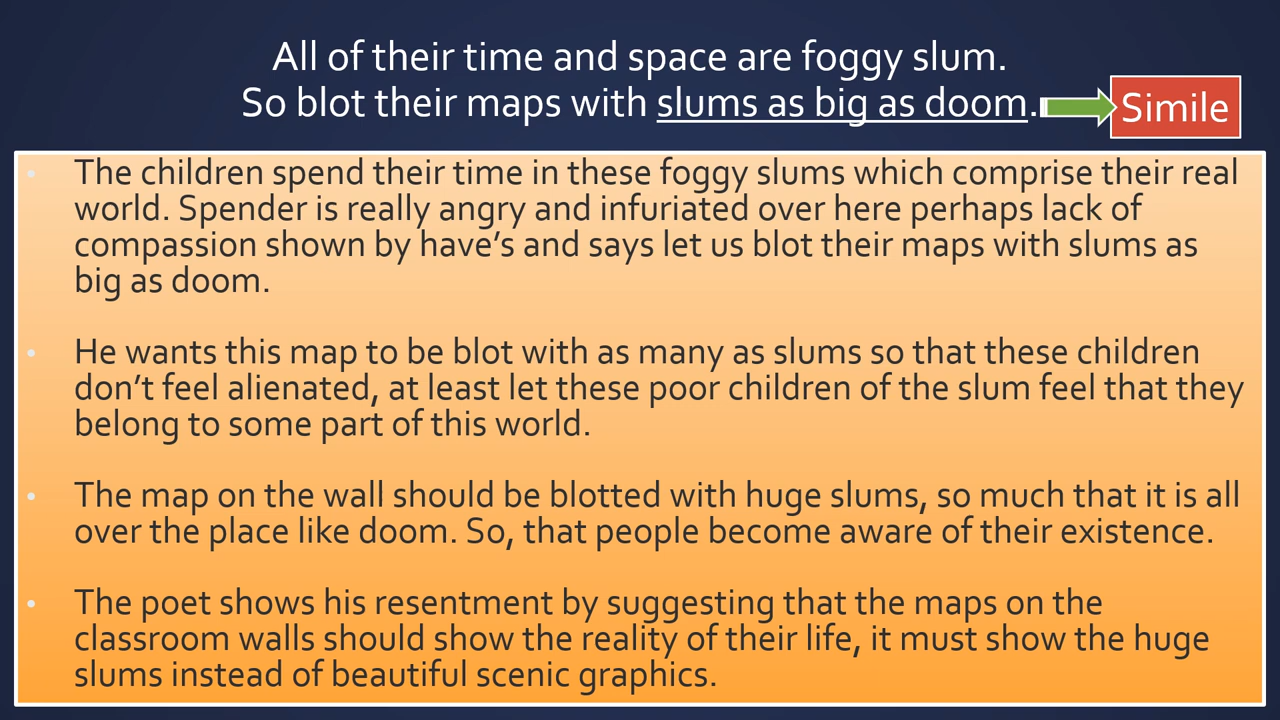 All of their time and space are foggy slum.
So blot their maps with slums as big as doom.
Simile
• The children spend their time in these foggy slums which comprise their real
world. Spender is really angry and infuriated over here perhaps lack of
compassion shown by have’s and says let us blot their maps with slums as
big as doom.
• He wants this map to be blot with as many as slums so that these children
don’t feel alienated, at least let these poor children of the slum feel that they
belong to some part of this world.
• The map on the wall should be blotted with huge slums, so much that it is all
over the place like doom. So, that people become aware of their existence.
• The poet shows his resentment by suggesting that the maps on the
classroom walls should show the reality of their life, it must show the huge
slums instead of beautiful scenic graphics.